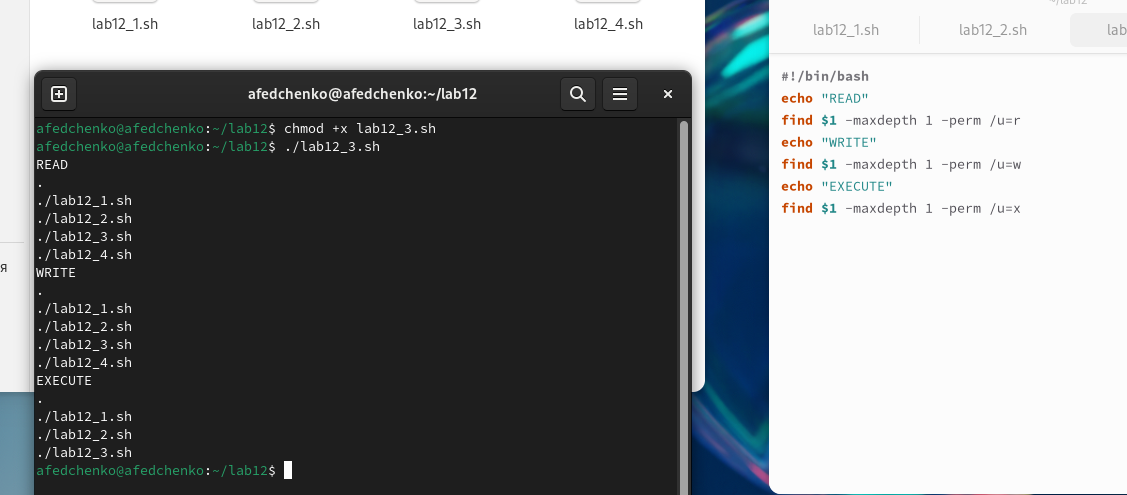 lab12_1.sh
lab12_2.sh
lab12_3.sh
lab12_4.sh
я
afedchenko@afedchenko:~/lab12
afedchenko@afedchenko:~/lab12$ chmod +x lab12_3.sh
afedchenko@afedchenko:~/lab12$ ./lab12_3.sh
READ
.
./lab12_1.sh
./lab12_2.sh
./lab12_3.sh
./lab12_4.sh
WRITE
.
./lab12_1.sh
./lab12_2.sh
./lab12_3.sh
./lab12_4.sh
EXECUTE
.
./lab12_1.sh
./lab12_2.sh
./lab12_3.sh
afedchenko@afedchenko:~/lab12$
~/lab12
lab12_1.sh
lab12_2.sh
lab
#!/bin/bash
echo "READ"
find $1 -maxdepth 1 -perm /u=r
echo "WRITE"
find $1 -maxdepth 1 -perm /u=w
echo "EXECUTE"
find $1 -maxdepth 1 -perm /u=x